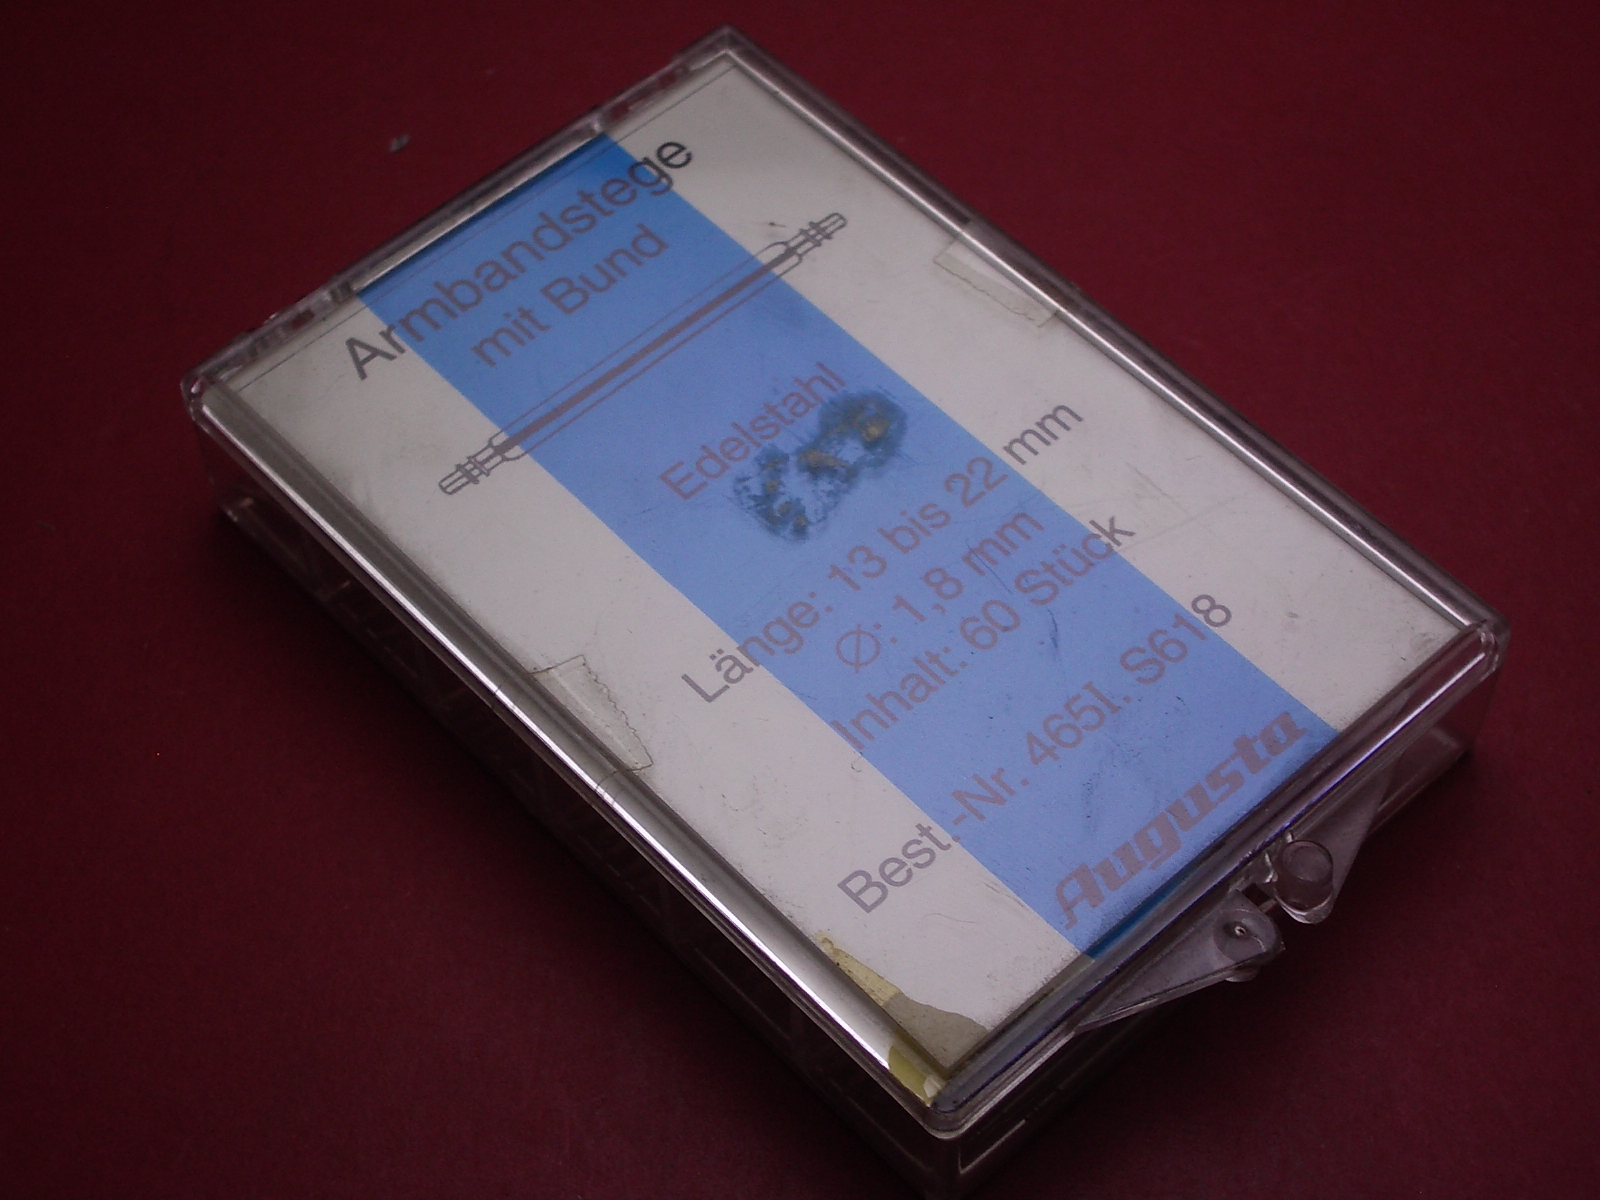 Armbandstege
mit Bund
Edelstahl
Länge: 13 bis 22 mm
∅: 1,8 mm
Inhalt: 60 Stück
Best.-Nr. 465I. S618
Augusta